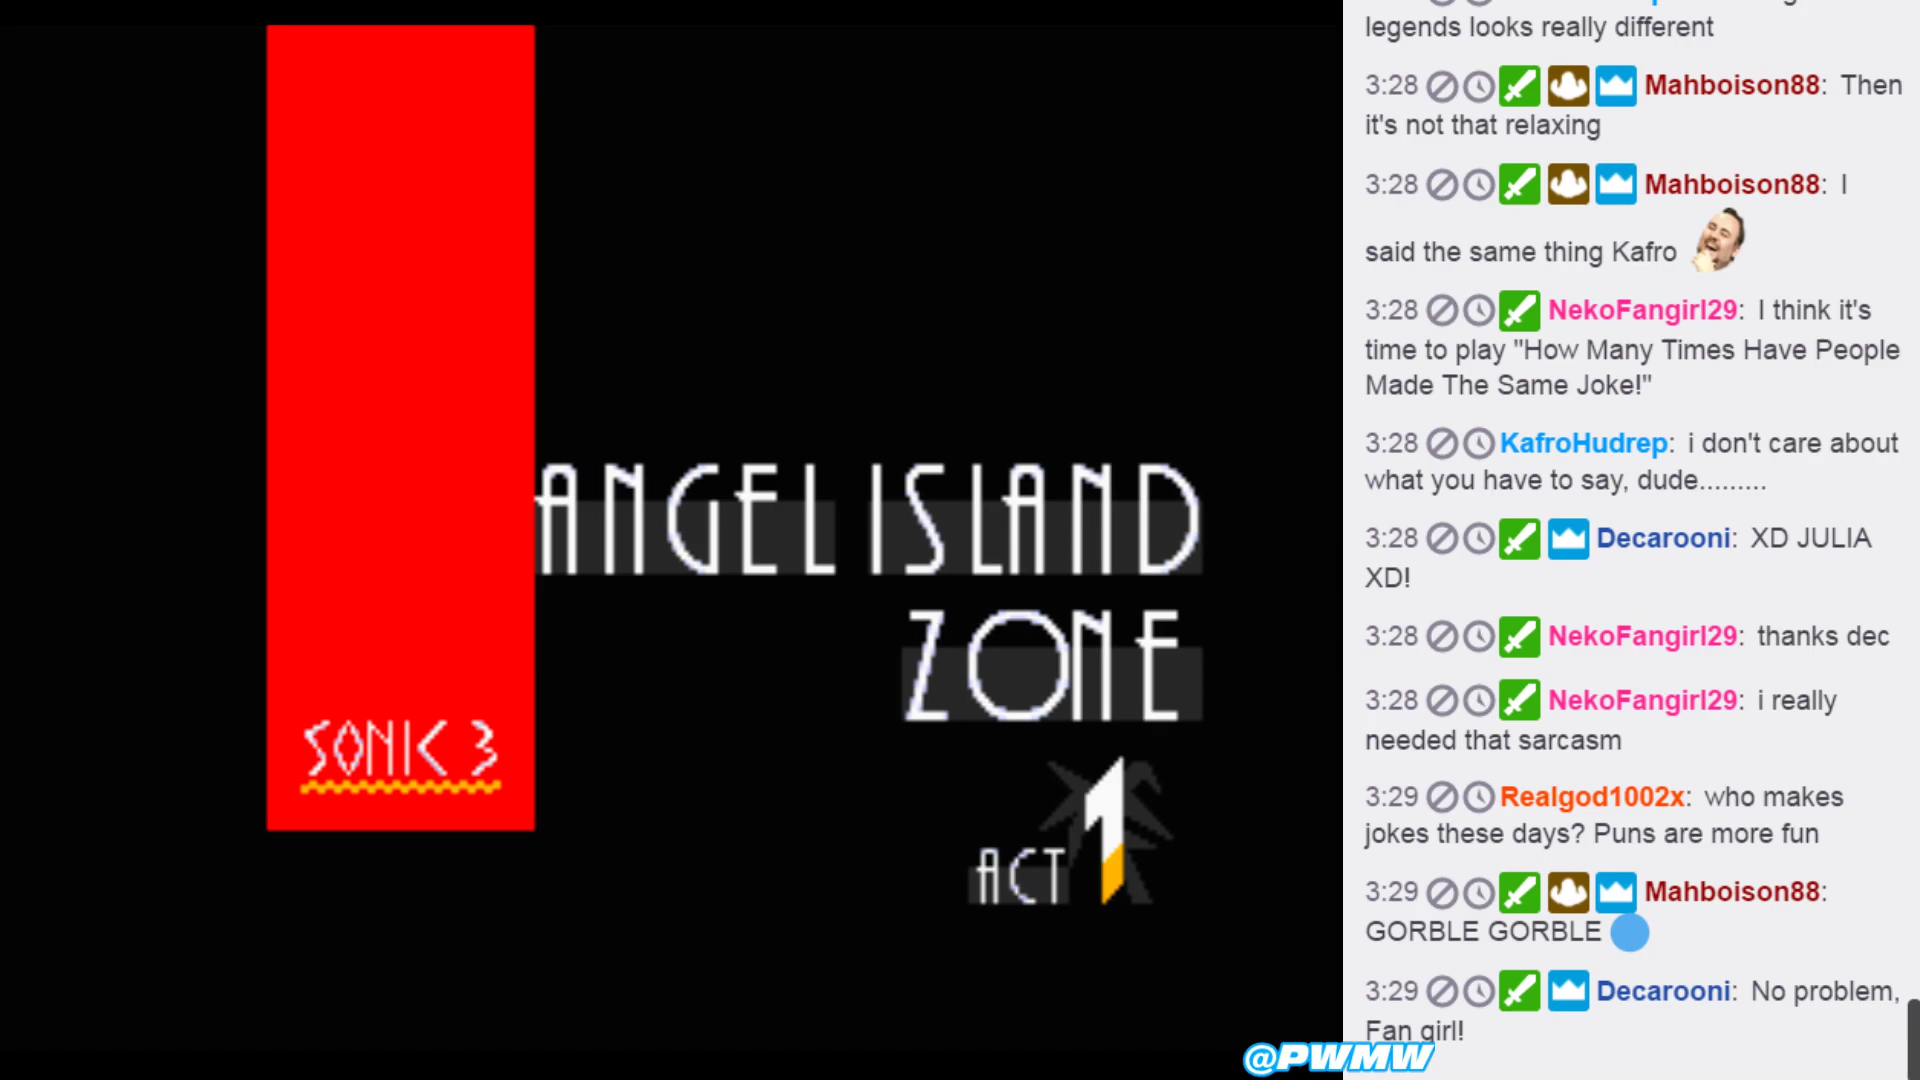 ANGEL ISLAND
ZONE
SONIC 3
ACT 1
legends looks really different
3:28 Mahboison88: Then
it's not that relaxing
3:28 Mahboison88: I
said the same thing Kafro
3:28 NekoFangirl29: I think it's
time to play "How Many Times Have People
Made The Same Joke!"
3:28 KafroHudrep: i don't care about
what you have to say, dude.........
3:28 Decarooni: XD JULIA
XD!
3:28 NekoFangirl29: thanks dec
3:28 NekoFangirl29: i really
needed that sarcasm
3:29 Realgod1002x: who makes
jokes these days? Puns are more fun
3:29 Mahboison88:
GORBLE GORBLE
3:29 Decarooni: No problem,
Fan girl!
@PWMW